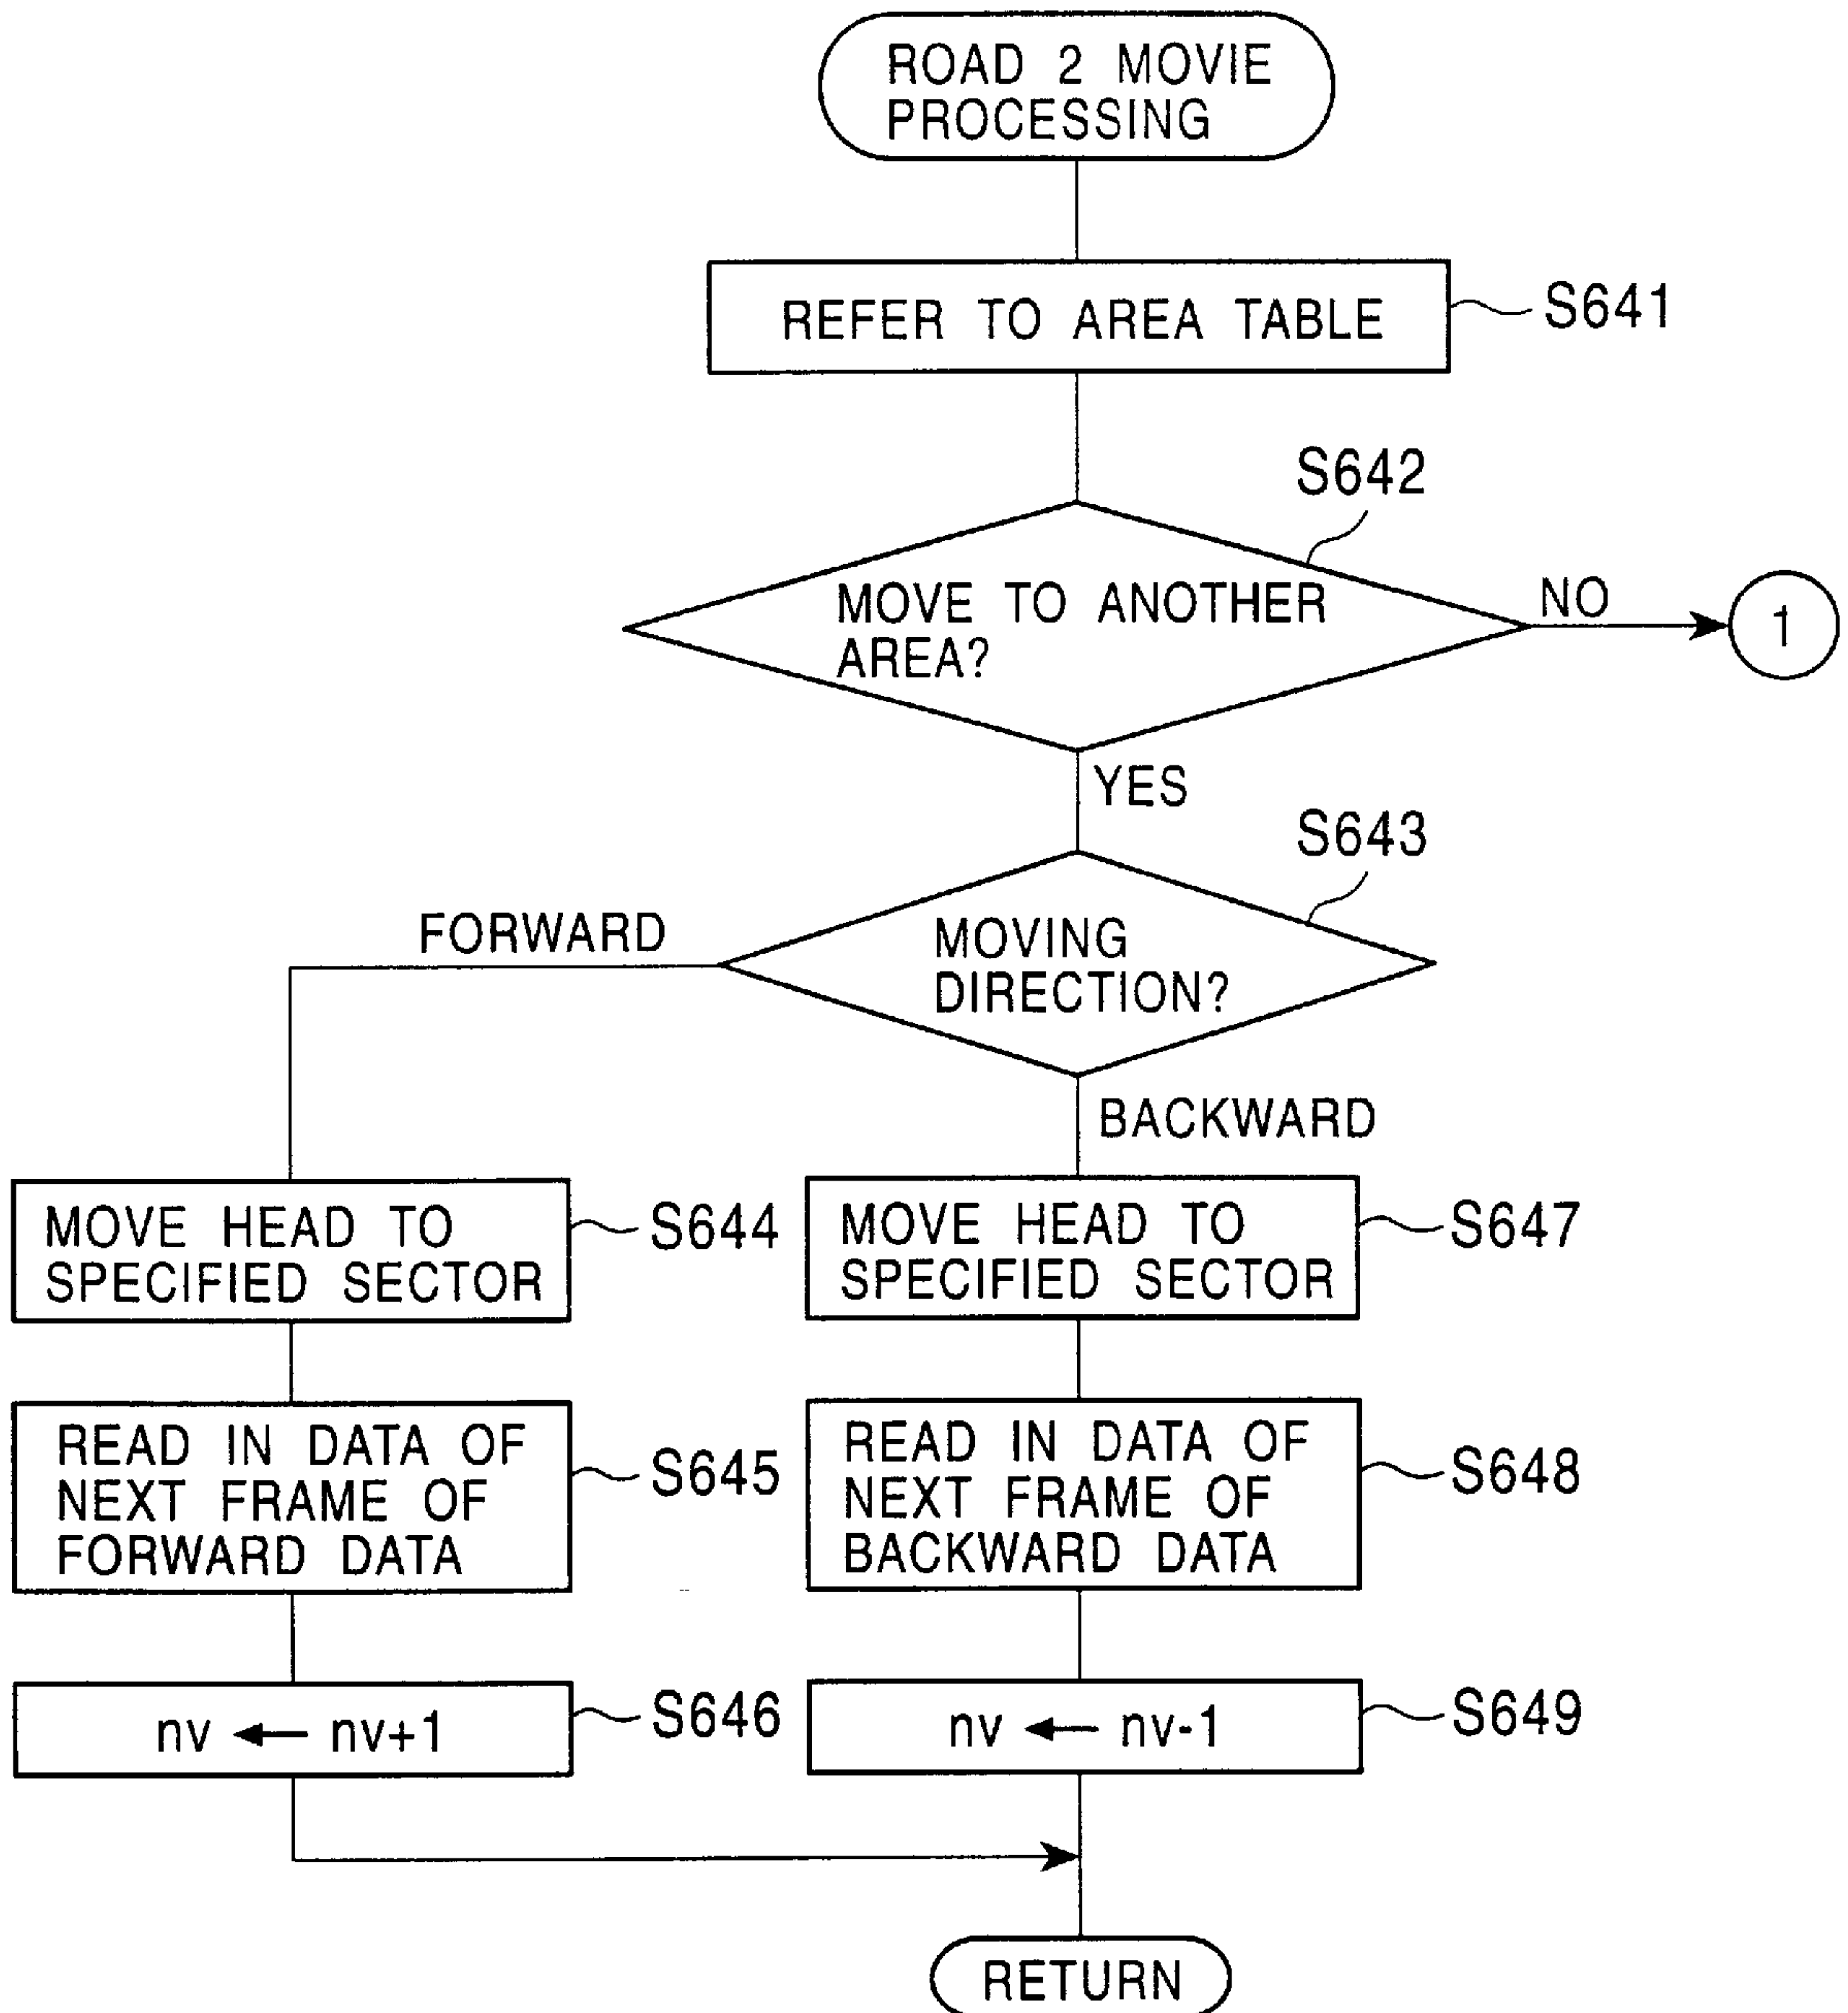 ROAD 2 MOVIE
PROCESSING
REFER TO AREA TABLE
S641
S642
MOVE TO ANOTHER
AREA?
NO
1
YES
S643
FORWARD
MOVING
DIRECTION?
BACKWARD
MOVE HEAD TO
SPECIFIED SECTOR
S644
MOVE HEAD TO
SPECIFIED SECTOR
S647
READ IN DATA OF
NEXT FRAME OF
FORWARD DATA
S645
READ IN DATA OF
NEXT FRAME OF
BACKWARD DATA
S648
nv ← nv+1
S646
nv ← nv-1
S649
RETURN